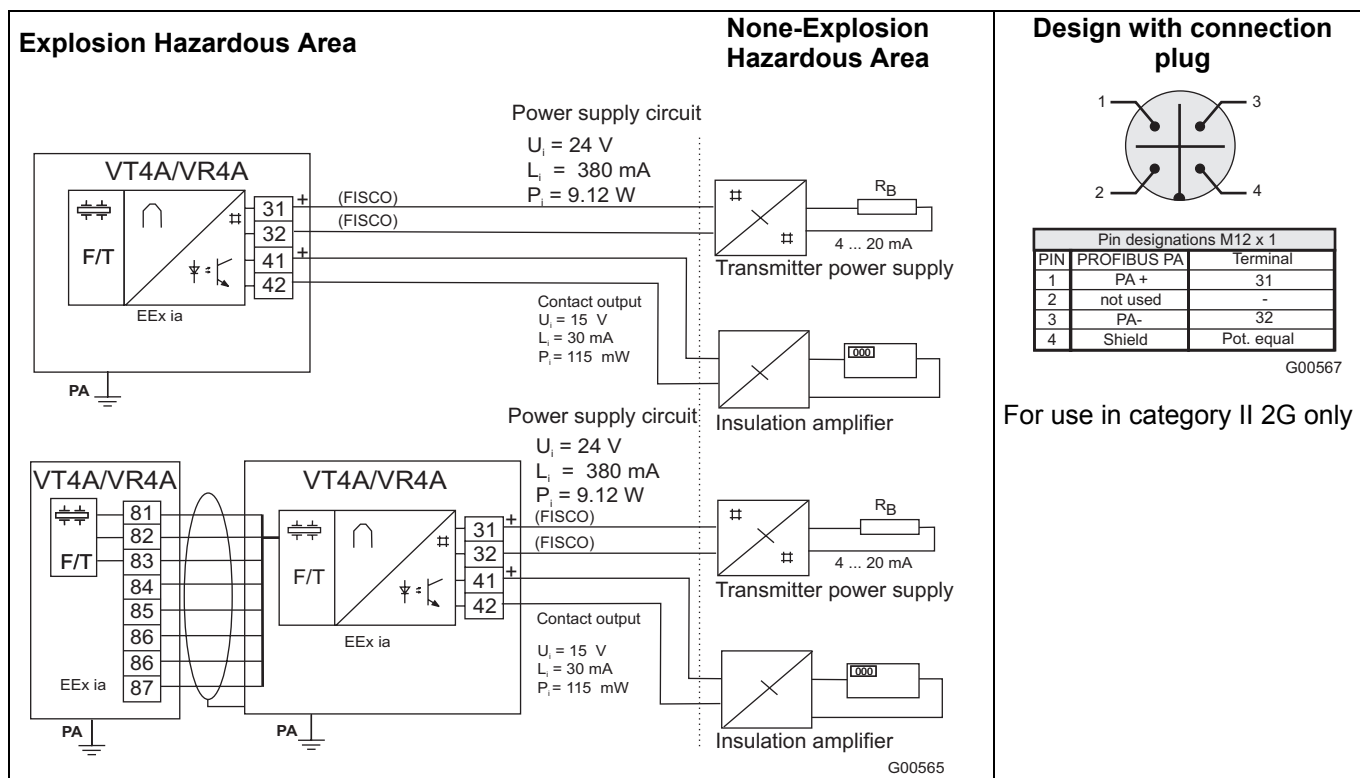 Explosion Hazardous Area
None-Explosion
Hazardous Area
Power supply circuit
Uᵢ = 24 V
Lᵢ = 380 mA
Pᵢ = 9.12 W
VT4A/VR4A
F/T
EEx ia
31
+
(FISCO)
32
(FISCO)
41
+
42
PA
RB
4 ... 20 mA
Transmitter power supply
Contact output
Uᵢ = 15 V
Lᵢ = 30 mA
Pᵢ = 115 mW
000
Insulation amplifier
Power supply circuit
Uᵢ = 24 V
Lᵢ = 380 mA
Pᵢ = 9.12 W
VT4A/VR4A
F/T
81
82
83
84
85
86
86
87
EEx ia
PA
VT4A/VR4A
F/T
EEx ia
31
+
(FISCO)
32
(FISCO)
41
+
42
PA
RB
4 ... 20 mA
Transmitter power supply
Contact output
Uᵢ = 15 V
Lᵢ = 30 mA
Pᵢ = 115 mW
000
Insulation amplifier
G00565
Design with connection
plug
1
3
2
4
Pin designations M12 x 1
PIN PROFIBUS PA Terminal
1 PA + 31
2 not used -
3 PA- 32
4 Shield Pot. equal
G00567
For use in category II 2G only